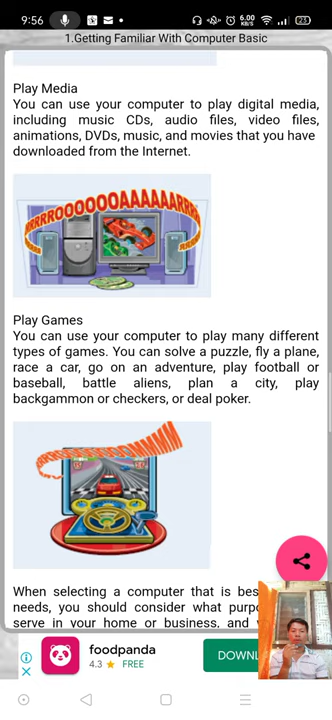 9:56
6.00
KB/S
23
1.Getting Familiar With Computer Basic
Play Media
You can use your computer to play digital media,
including music CDs, audio files, video files,
animations, DVDs, music, and movies that you have
downloaded from the Internet.
RRRRROOOOOOAAAAAARRRR
Play Games
You can use your computer to play many different
types of games. You can solve a puzzle, fly a plane,
race a car, go on an adventure, play football or
baseball, battle aliens, plan a city, play
backgammon or checkers, or deal poker.
When selecting a computer that is bes
needs, you should consider what purpo
serve in your home or business, and
foodpanda
4.3 ★ FREE
DOWNL